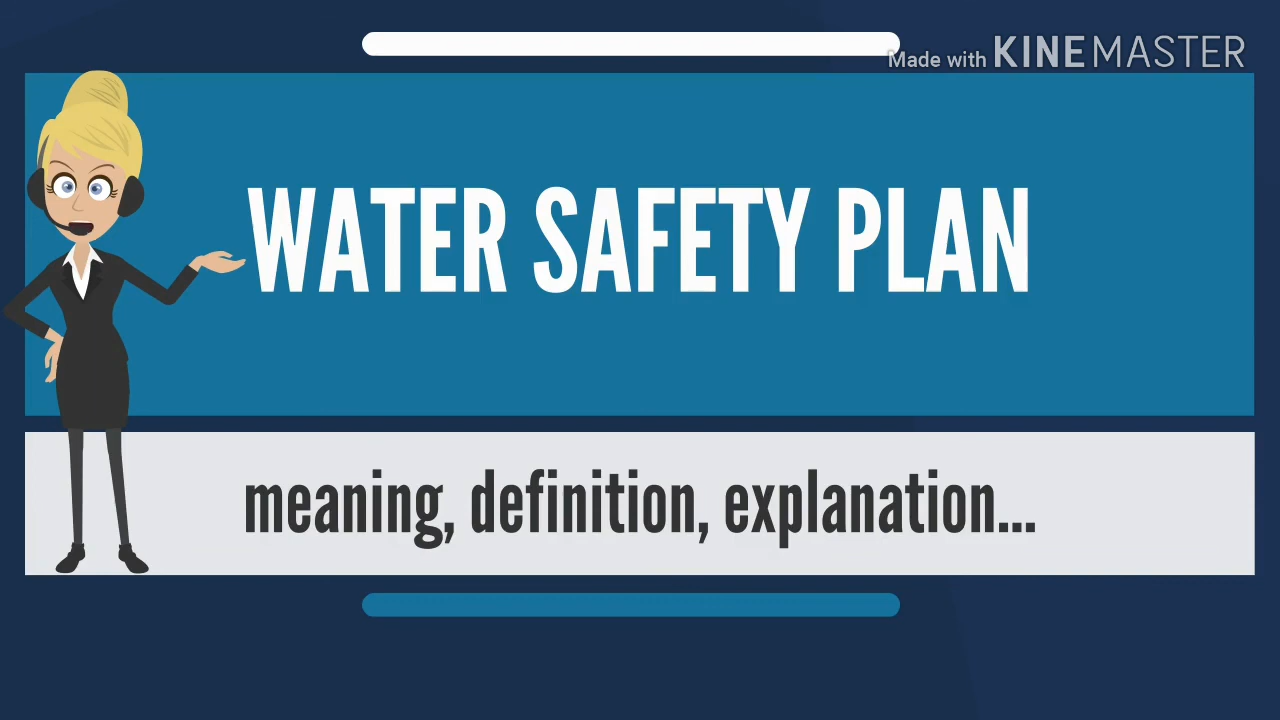 Made with KINEMASTER
WATER SAFETY PLAN
meaning, definition, explanation...